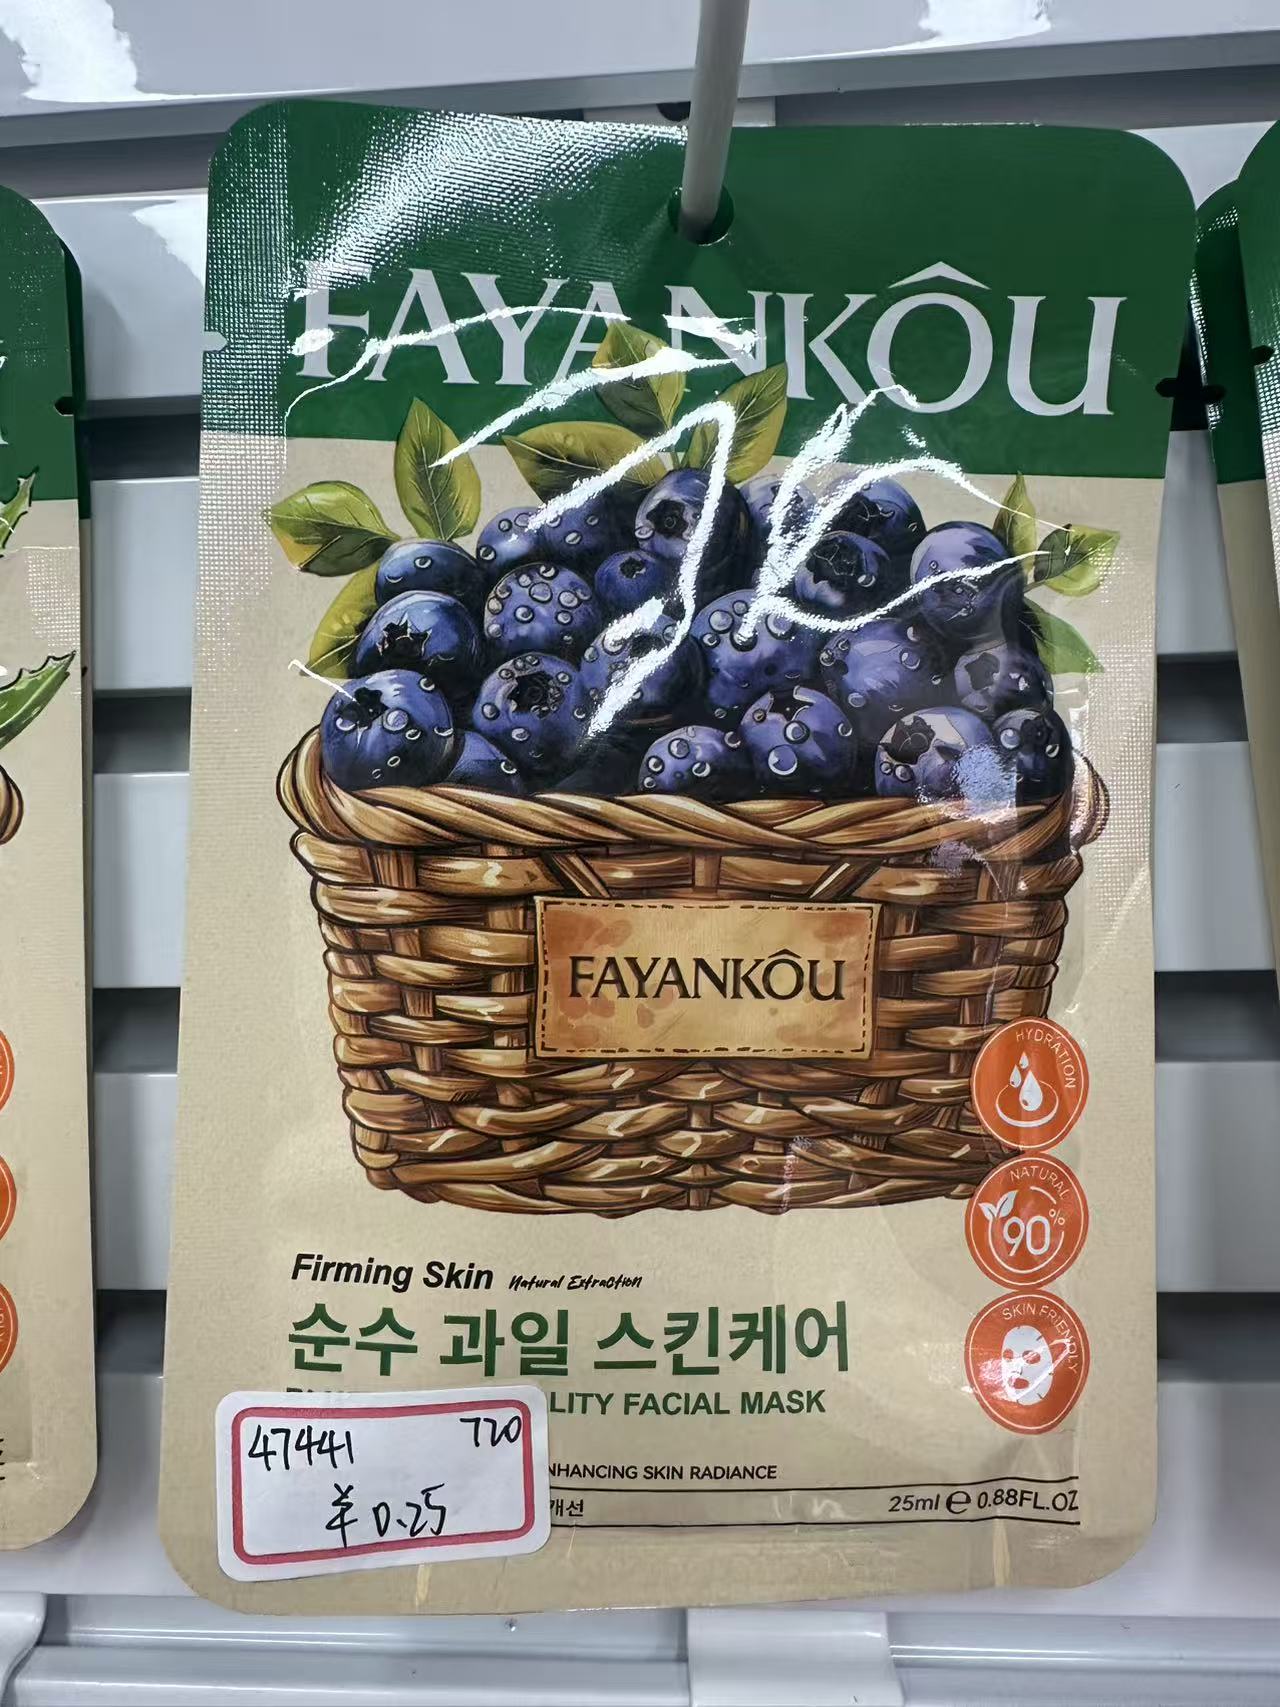 FAYANKÔU
FAYANKÔU
HYDRATION
NATURAL
90%
SKIN FRIENDLY
Firming Skin Natural Extraction
순수 과일 스킨케어
LITY FACIAL MASK
NHANCING SKIN RADIANCE
개선
25ml e 0.88FL.OZ
47441 720
¥ 0.25